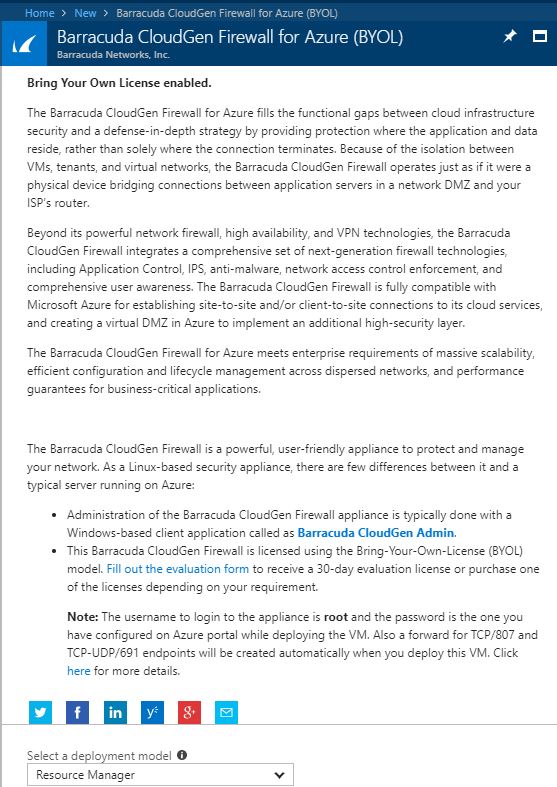 Home > New > Barracuda CloudGen Firewall for Azure (BYOL)
Barracuda CloudGen Firewall for Azure (BYOL)
Barracuda Networks, Inc.
Bring Your Own License enabled.
The Barracuda CloudGen Firewall for Azure fills the functional gaps between cloud infrastructure
security and a defense-in-depth strategy by providing protection where the application and data
reside, rather than solely where the connection terminates. Because of the isolation between
VMs, tenants, and virtual networks, the Barracuda CloudGen Firewall operates just as if it were a
physical device bridging connections between application servers in a network DMZ and your
ISP's router.
Beyond its powerful network firewall, high availability, and VPN technologies, the Barracuda
CloudGen Firewall integrates a comprehensive set of next-generation firewall technologies,
including Application Control, IPS, anti-malware, network access control enforcement, and
comprehensive user awareness. The Barracuda CloudGen Firewall is fully compatible with
Microsoft Azure for establishing site-to-site and/or client-to-site connections to its cloud services,
and creating a virtual DMZ in Azure to implement an additional high-security layer.
The Barracuda CloudGen Firewall for Azure meets enterprise requirements of massive scalability,
efficient configuration and lifecycle management across dispersed networks, and performance
guarantees for business-critical applications.
The Barracuda CloudGen Firewall is a powerful, user-friendly appliance to protect and manage
your network. As a Linux-based security appliance, there are few differences between it and a
typical server running on Azure:
• Administration of the Barracuda CloudGen Firewall appliance is typically done with a
Windows-based client application called as Barracuda CloudGen Admin.
• This Barracuda CloudGen Firewall is licensed using the Bring-Your-Own-License (BYOL)
model. Fill out the evaluation form to receive a 30-day evaluation license or purchase one
of the licenses depending on your requirement.
Note: The username to login to the appliance is root and the password is the one you
have configured on Azure portal while deploying the VM. Also a forward for TCP/807 and
TCP-UDP/691 endpoints will be created automatically when you deploy this VM. Click
here for more details.
Select a deployment model
Resource Manager